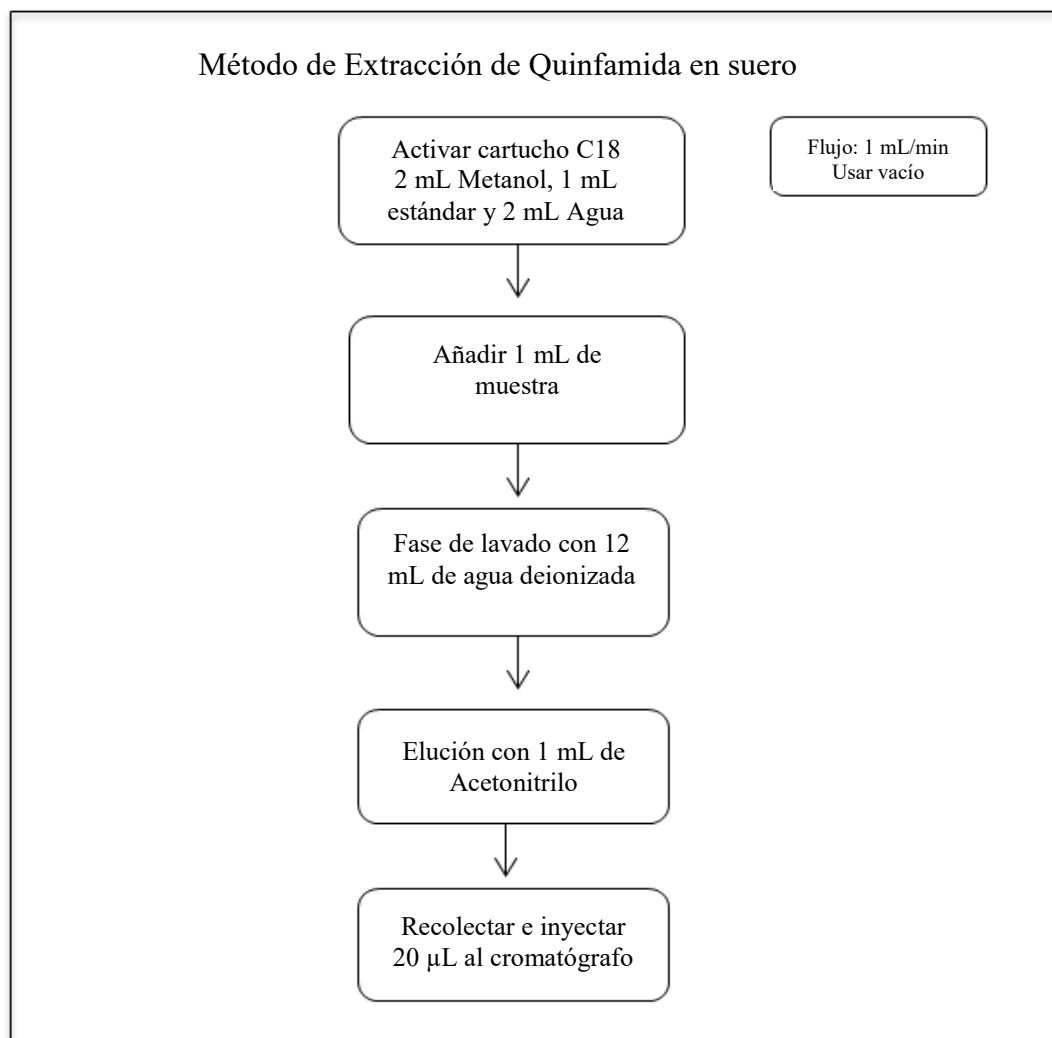 Método de Extracción de Quinfamida en suero
Activar cartucho C18
2 mL Metanol, 1 mL
estándar y 2 mL Agua
Flujo: 1 mL/min
Usar vacío
Añadir 1 mL de
muestra
Fase de lavado con 12
mL de agua deionizada
Elución con 1 mL de
Acetonitrilo
Recolectar e inyectar
20 µL al cromatógrafo